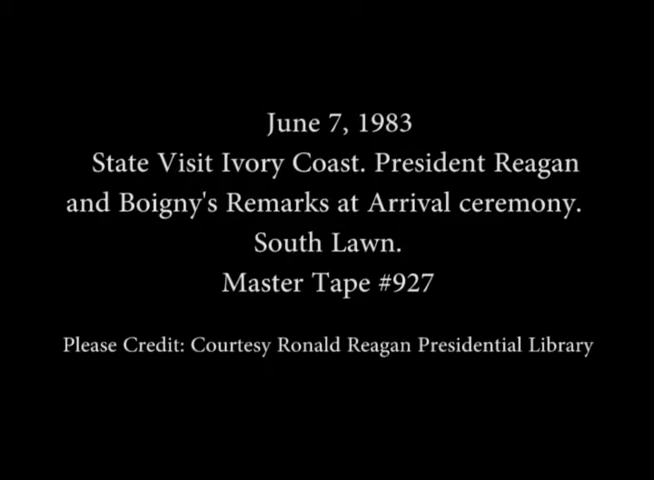 June 7, 1983
State Visit Ivory Coast. President Reagan
and Boigny's Remarks at Arrival ceremony.
South Lawn.
Master Tape #927
Please Credit: Courtesy Ronald Reagan Presidential Library